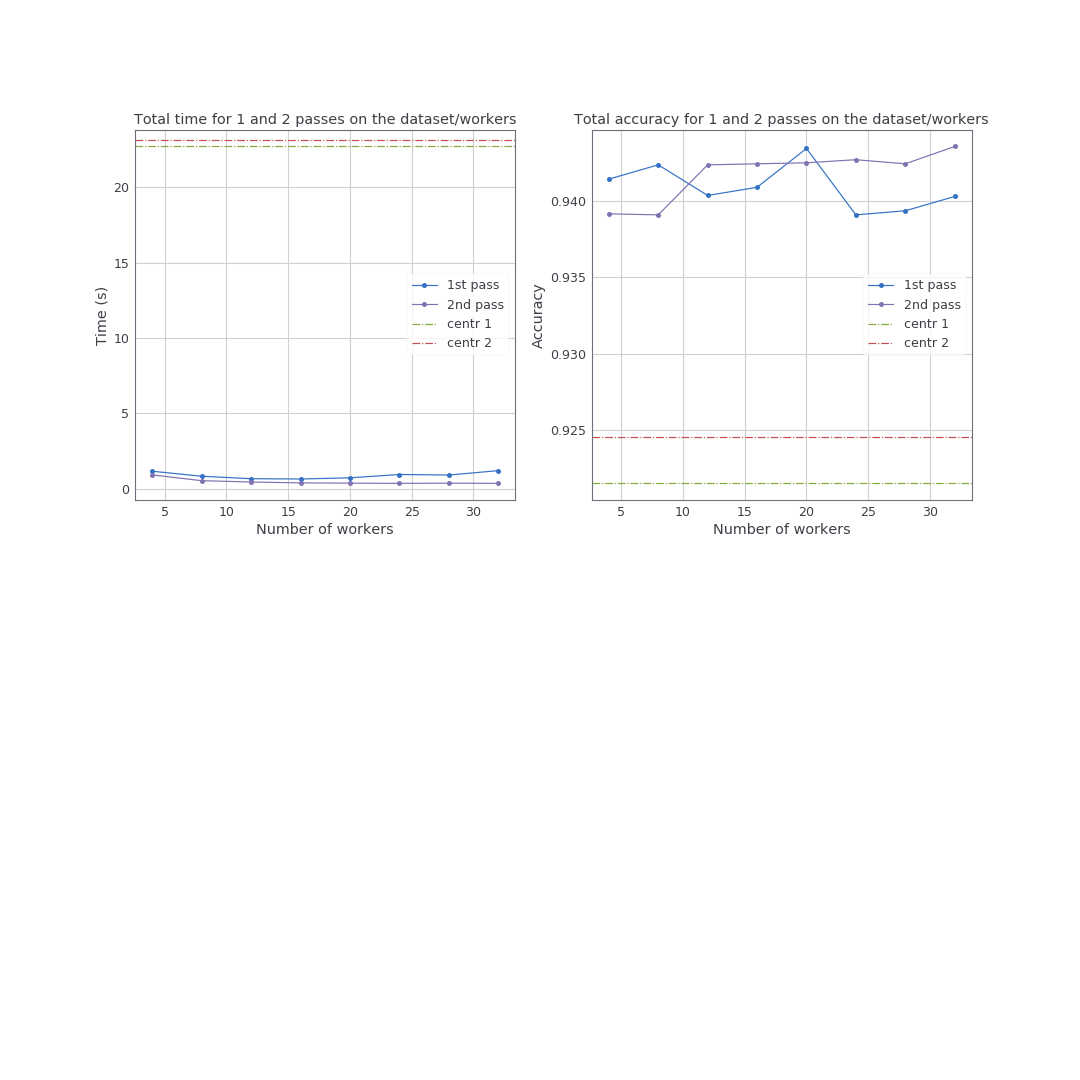 Total time for 1 and 2 passes on the dataset/workers
20
15
10
5
0
Time (s)
1st pass
2nd pass
centr 1
centr 2
5 10 15 20 25 30
Number of workers
Total accuracy for 1 and 2 passes on the dataset/workers
0.940
0.935
0.930
0.925
Accuracy
1st pass
2nd pass
centr 1
centr 2
5 10 15 20 25 30
Number of workers